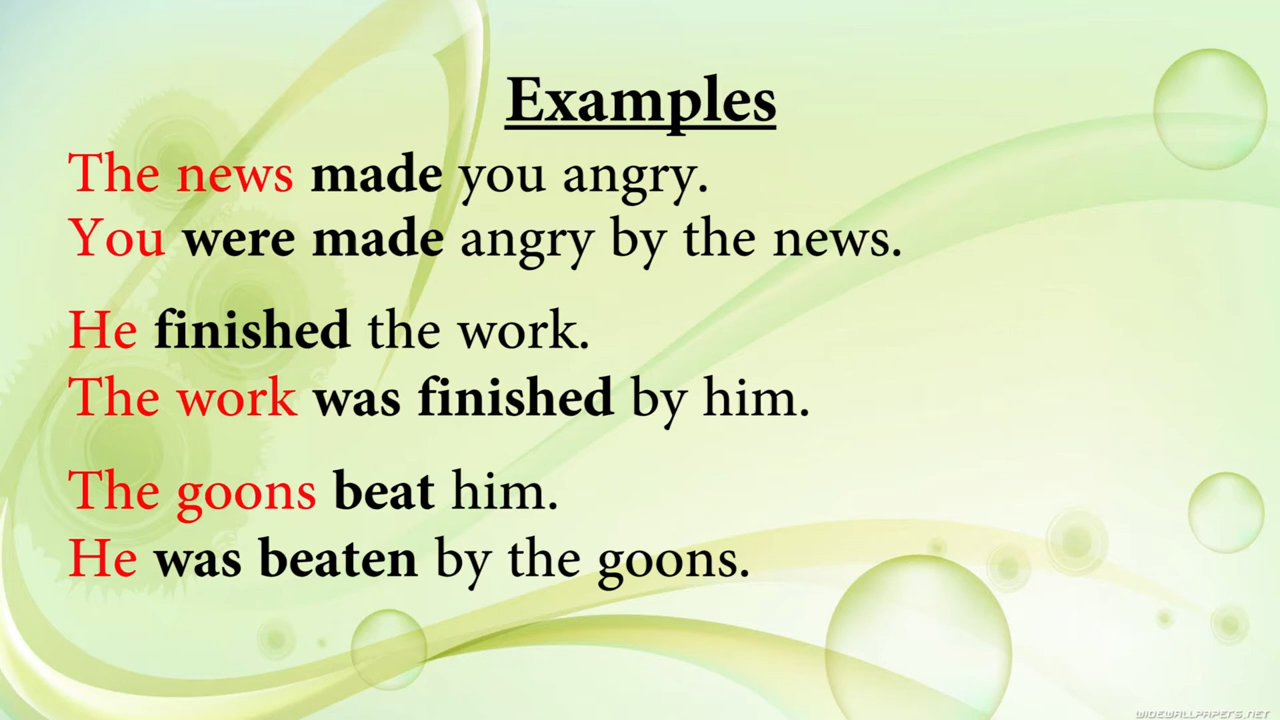 Examples
The news made you angry.
You were made angry by the news.
He finished the work.
The work was finished by him.
The goons beat him.
He was beaten by the goons.
WIDEWALLPAPERS.NET